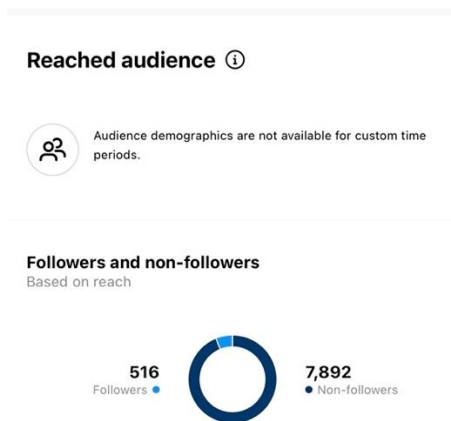 Reached audience
Audience demographics are not available for custom time
periods.
Followers and non-followers
Based on reach
516
Followers
7,892
Non-followers